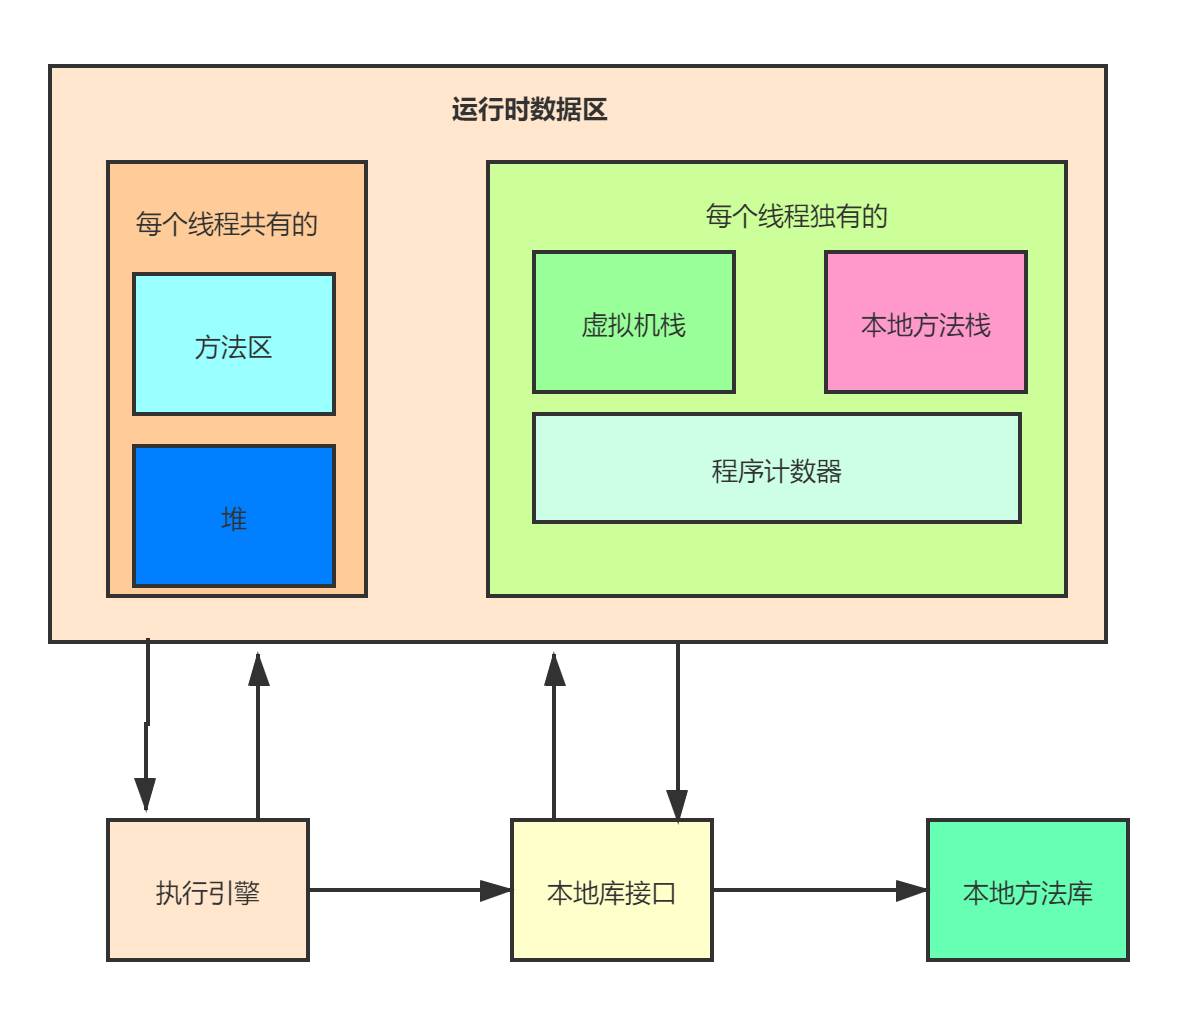 运行时数据区
每个线程共有的
方法区
堆
每个线程独有的
虚拟机栈
本地方法栈
程序计数器
执行引擎
本地库接口
本地方法库